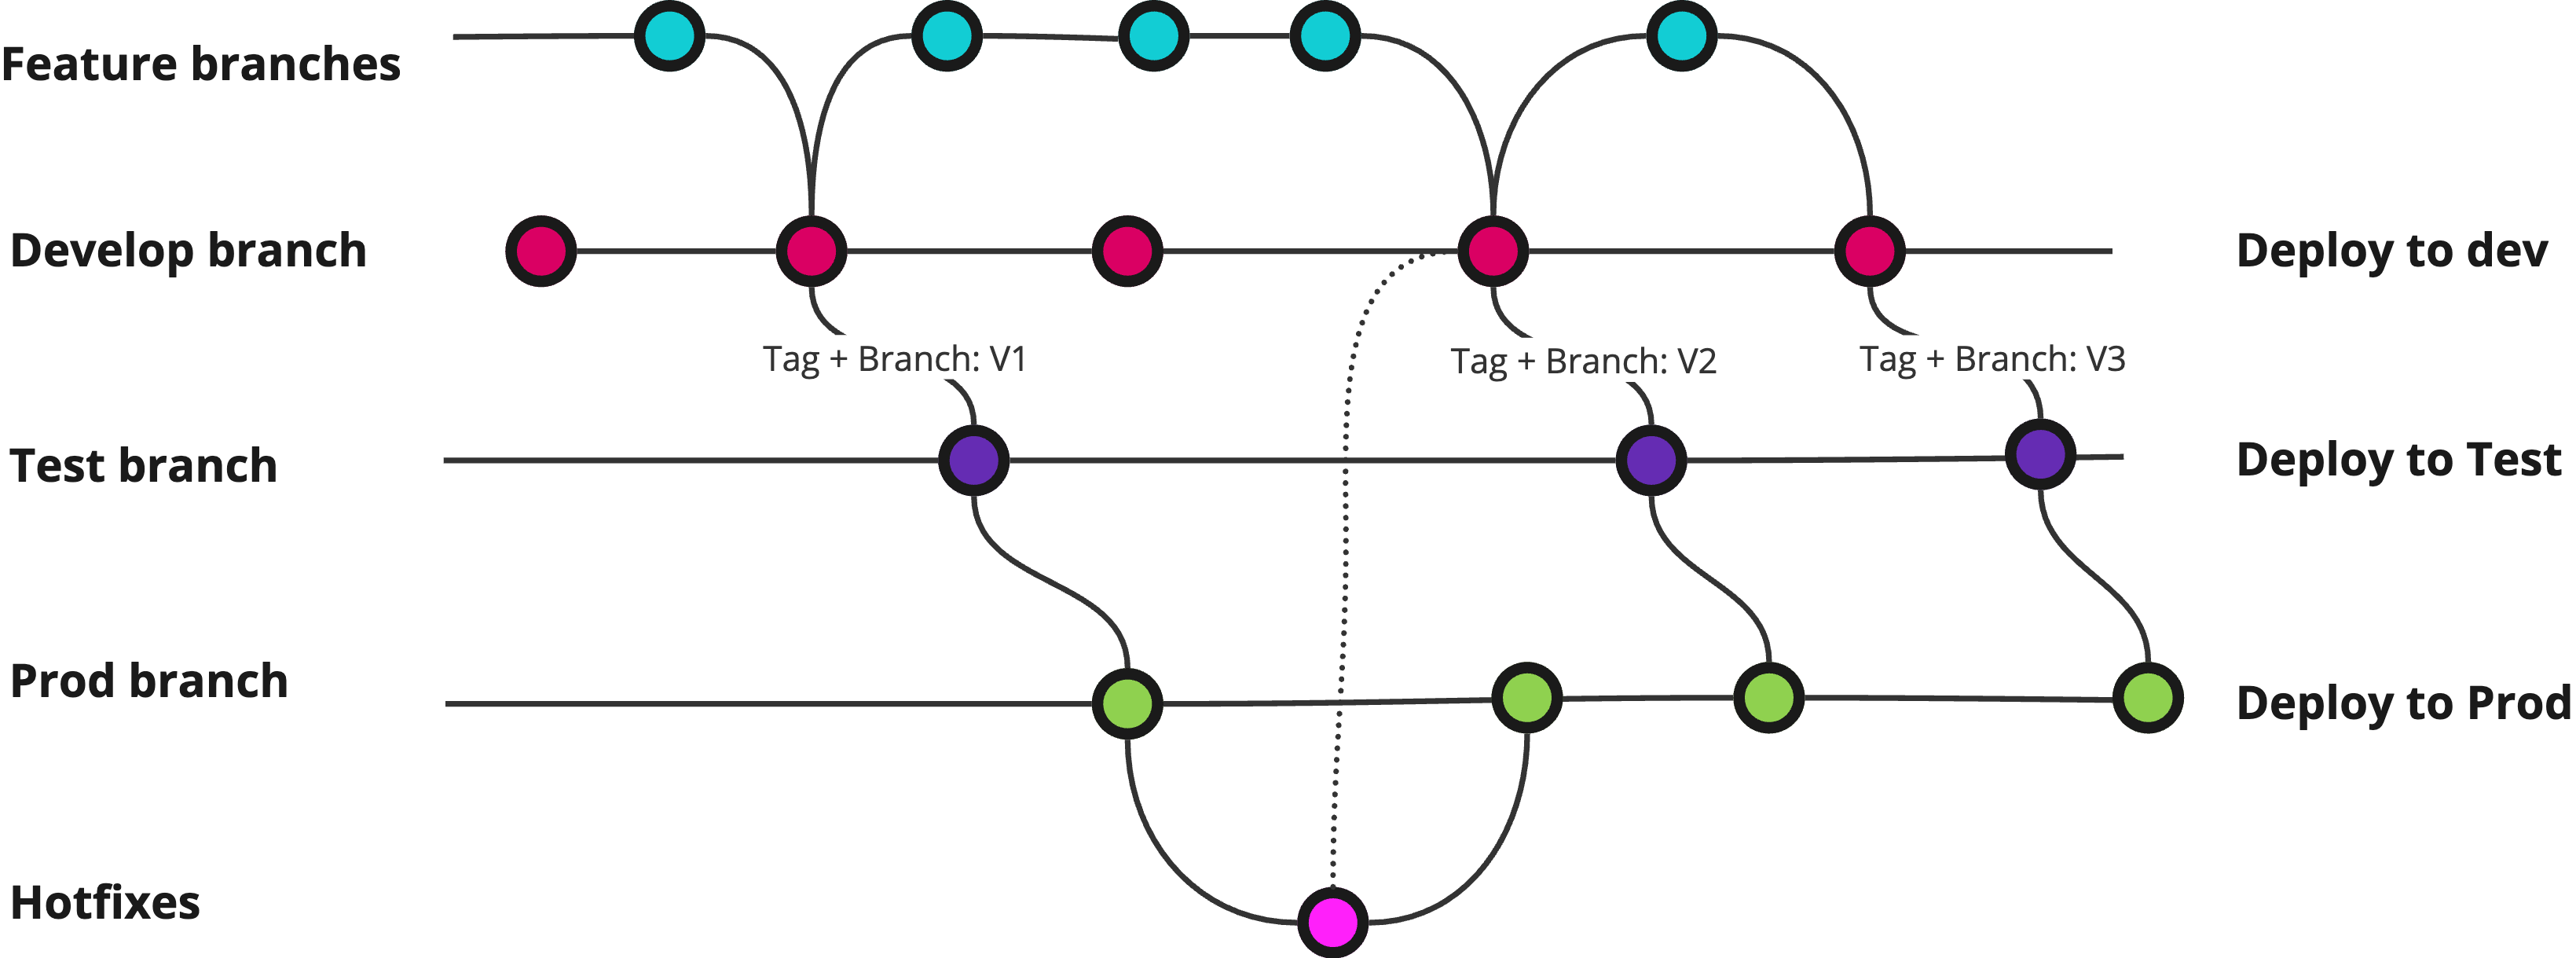 Feature branches
Develop branch
Deploy to dev
Tag + Branch: V1
Tag + Branch: V2
Tag + Branch: V3
Test branch
Deploy to Test
Prod branch
Deploy to Prod
Hotfixes